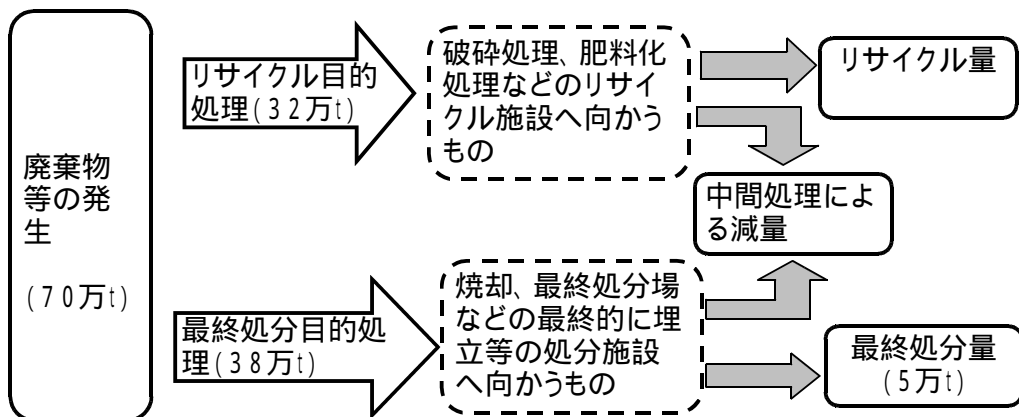 廃棄物
等の発
生
(70万t)
リサイクル目的
処理(32万t)
破砕処理、肥料化
処理などのリサイ
クル施設へ向かう
もの
リサイクル量
中間処理によ
る減量
最終処分目的処
理(38万t)
焼却、最終処分場
などの最終的に埋
立等の処分施設
へ向かうもの
最終処分量
(5万t)